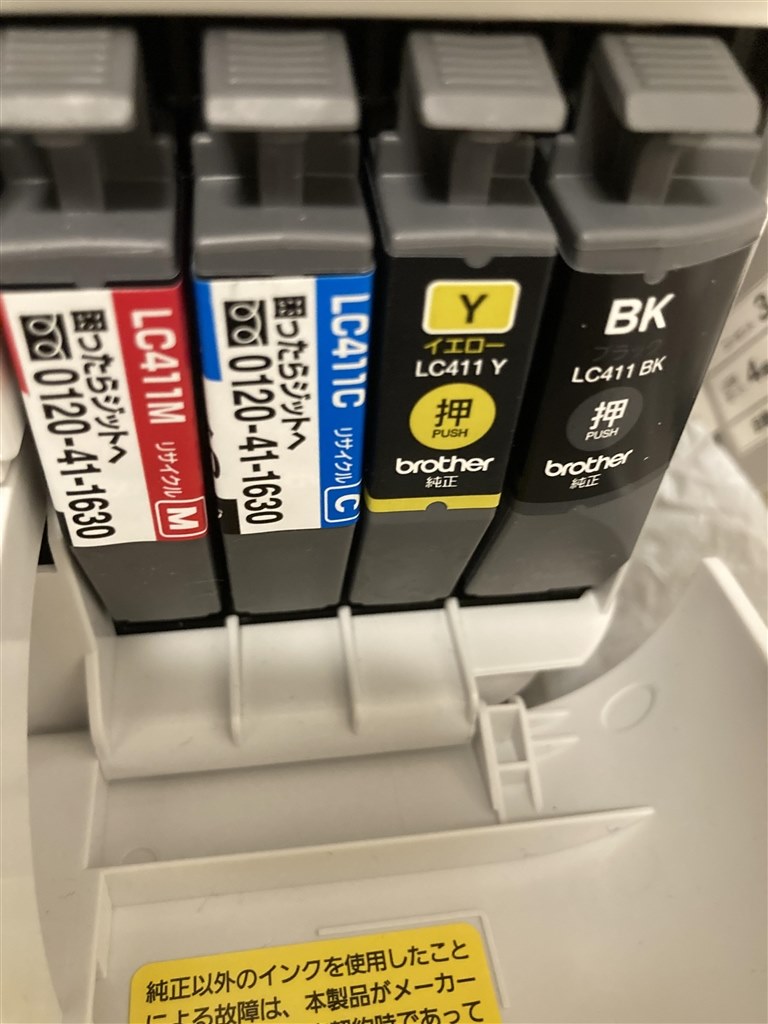 LC411M リサイクル M
困ったらジットへ
0120-41-1630
LC411C リサイクル C
困ったらジットへ
0120-41-1630
Y
イエロー
LC411 Y
押
PUSH
brother
純正
BK
ブラック
LC411 BK
押
PUSH
brother
純正
純正以外のインクを使用したこと
による故障は、本製品がメーカー